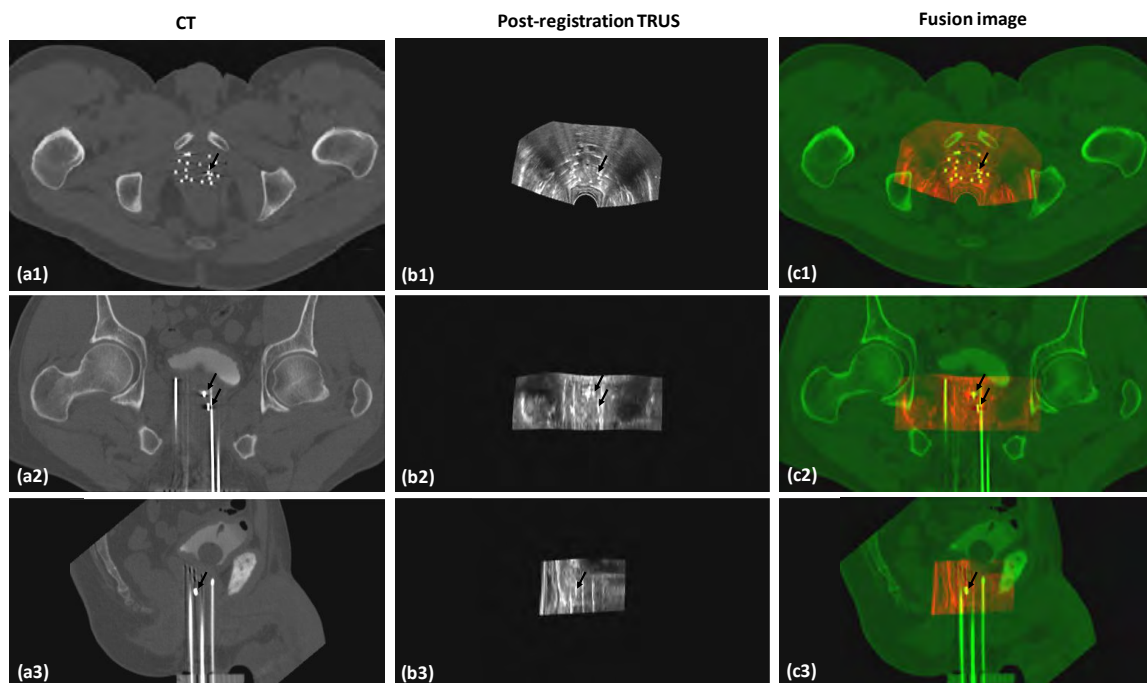 CT Post-registration TRUS Fusion image
(a1) (b1) (c1)
(a2) (b2) (c2)
(a3) (b3) (c3)